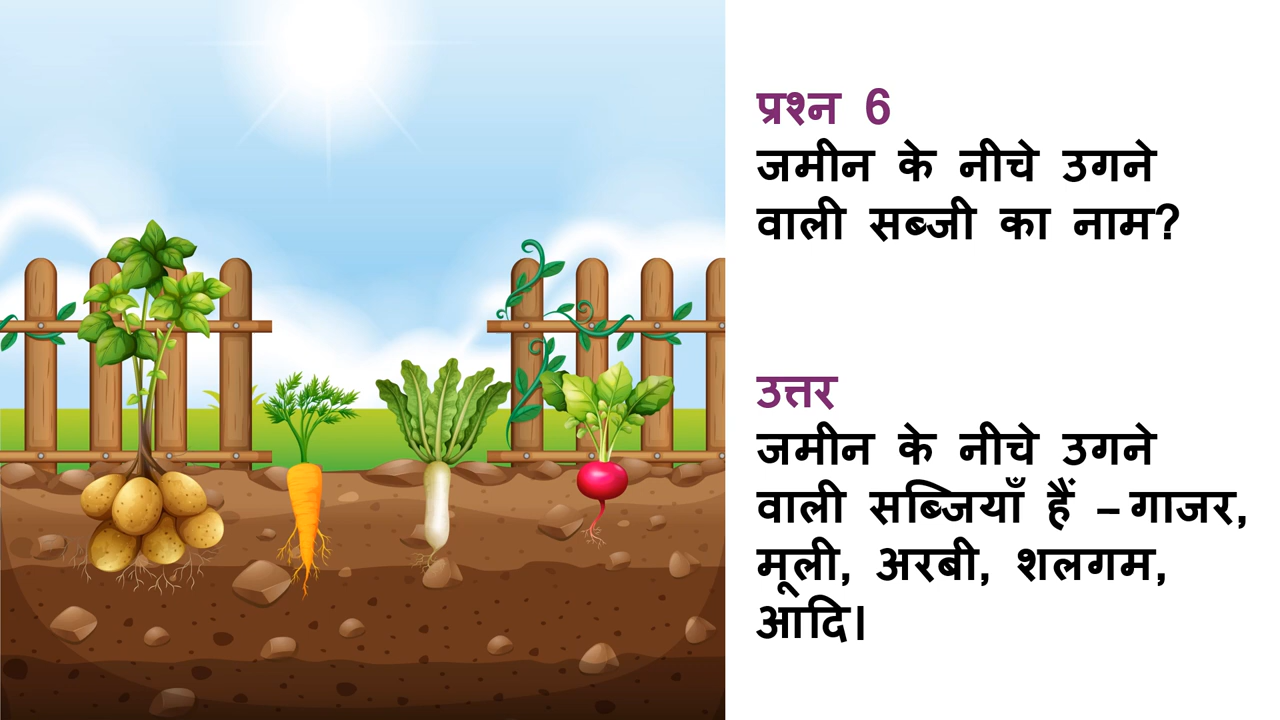 प्रश्न 6
जमीन के नीचे उगने
वाली सब्जी का नाम?
उत्तर
जमीन के नीचे उगने
वाली सब्जियाँ हैं – गाजर,
मूली, अरबी, शलगम,
आदि।